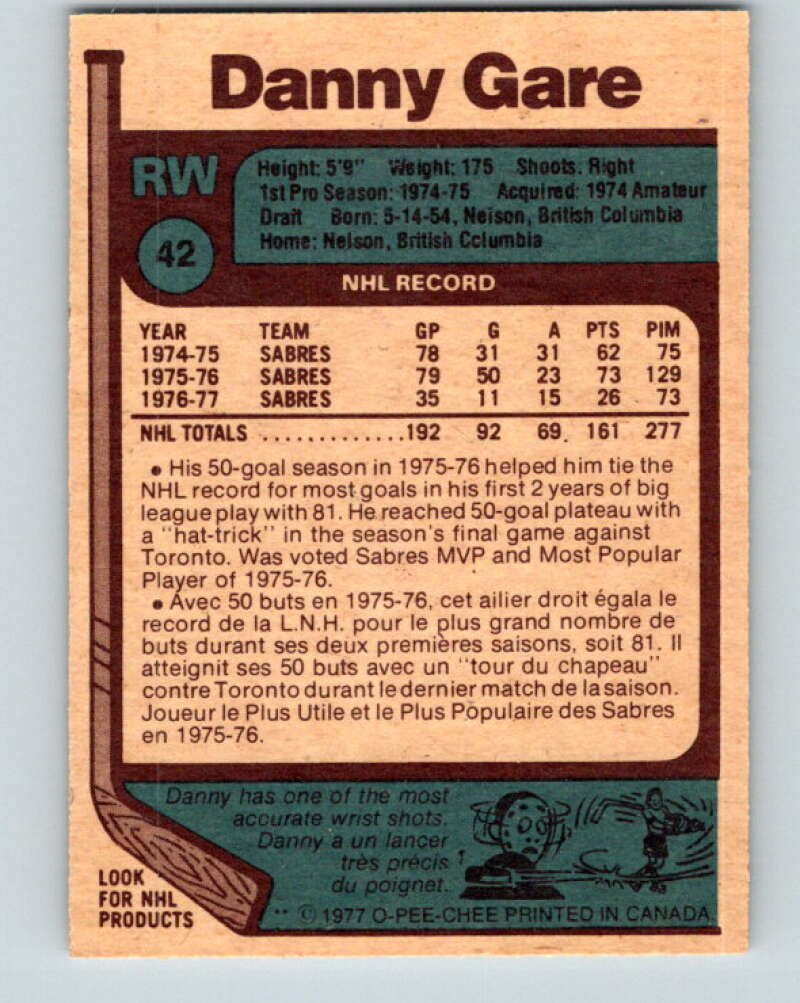 Danny Gare
RW
42
Height: 5'9" Weight: 175 Shoots: Right
1st Pro Season: 1974-75 Acquired: 1974 Amateur
Draft Born: 5-14-54, Nelson, British Columbia
Home: Nelson, British Columbia
NHL RECORD
YEAR TEAM GP G A PTS PIM
1974-75 SABRES 78 31 31 62 75
1975-76 SABRES 79 50 23 73 129
1976-77 SABRES 35 11 15 26 73
NHL TOTALS .............192 92 69 161 277
• His 50-goal season in 1975-76 helped him tie the
NHL record for most goals in his first 2 years of big
league play with 81. He reached 50-goal plateau with
a "hat-trick" in the season's final game against
Toronto. Was voted Sabres MVP and Most Popular
Player of 1975-76.
• Avec 50 buts en 1975-76, cet ailier droit égala le
record de la L.N.H. pour le plus grand nombre de
buts durant ses deux premières saisons, soit 81. Il
atteignit ses 50 buts avec un "tour du chapeau"
contre Toronto durant le dernier match de la saison.
Joueur le Plus Utile et le Plus Populaire des Sabres
en 1975-76.
Danny has one of the most
accurate wrist shots.
Danny a un lancer
très précis
du poignet.
LOOK
FOR NHL
PRODUCTS
** © 1977 O-PEE-CHEE PRINTED IN CANADA